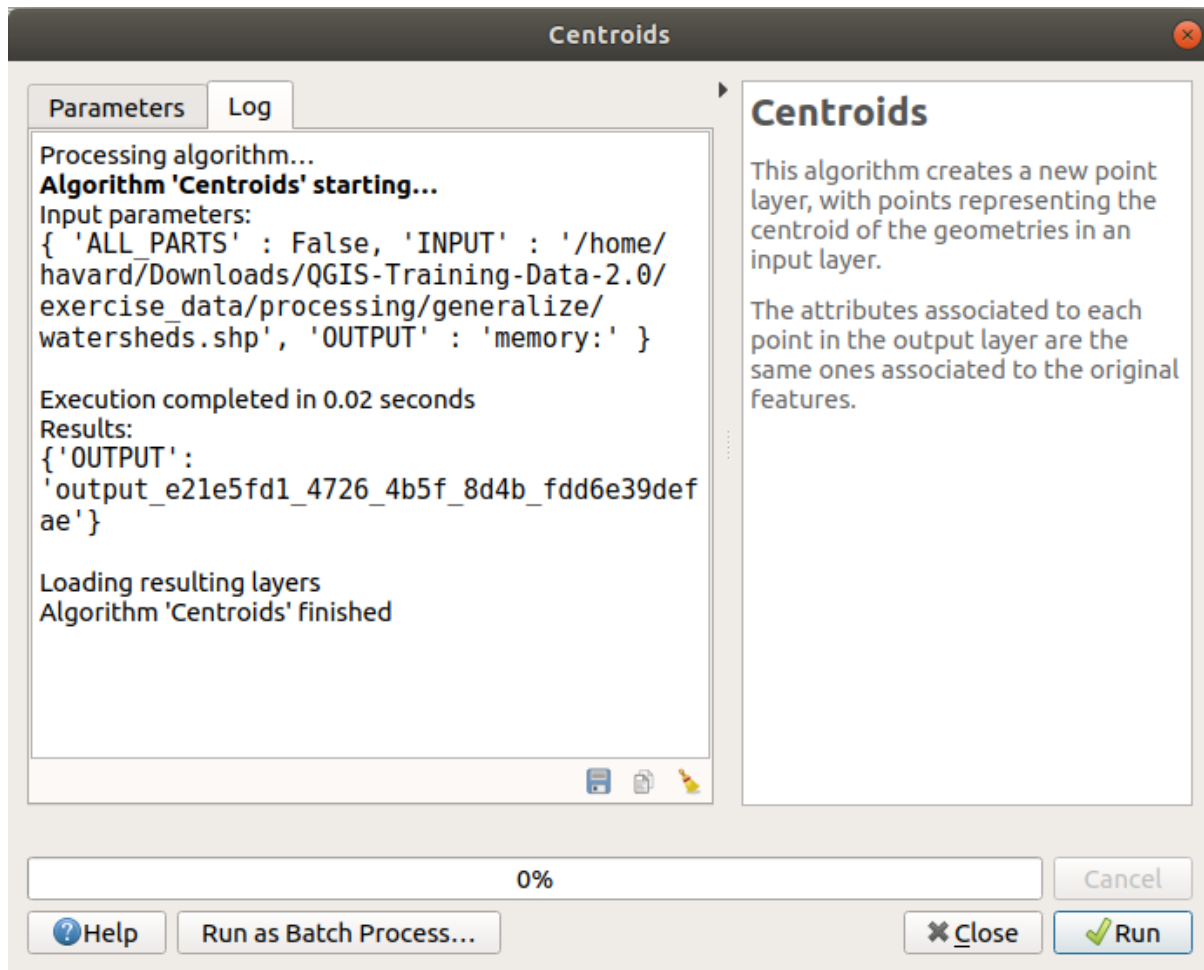 Centroids
Parameters
Log
Processing algorithm…
Algorithm 'Centroids' starting…
Input parameters:
{ 'ALL_PARTS' : False, 'INPUT' : '/home/
havard/Downloads/QGIS-Training-Data-2.0/
exercise_data/processing/generalize/
watersheds.shp', 'OUTPUT' : 'memory:' }
Execution completed in 0.02 seconds
Results:
{'OUTPUT':
'output_e21e5fd1_4726_4b5f_8d4b_fdd6e39def
ae'}
Loading resulting layers
Algorithm 'Centroids' finished
Centroids
This algorithm creates a new point
layer, with points representing the
centroid of the geometries in an
input layer.
The attributes associated to each
point in the output layer are the
same ones associated to the original
features.
0%
Cancel
Help
Run as Batch Process…
Close
Run